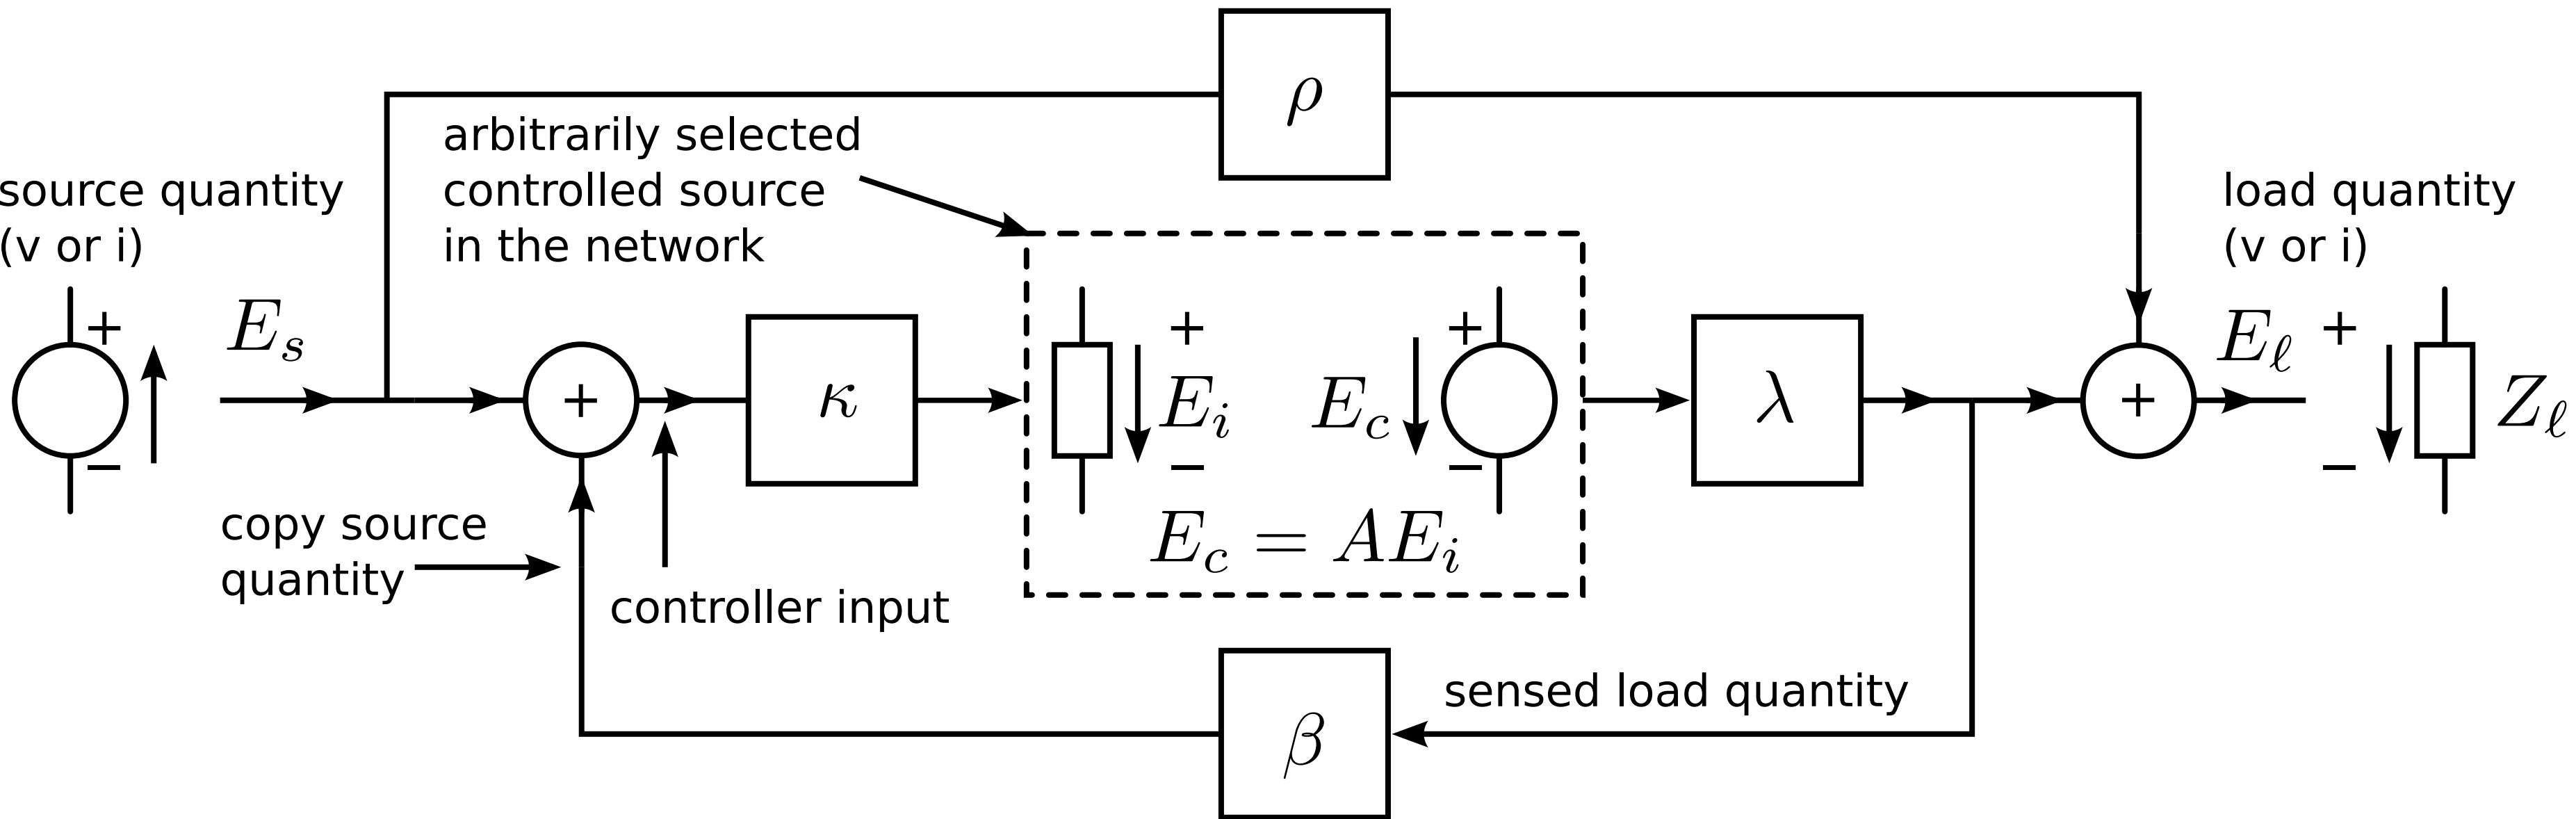 ρ
arbitrarily selected
controlled source
in the network
source quantity
(v or i)
load quantity
(v or i)
+
E_s
+
κ
+
E_i
−
+
E_c
−
E_c = AE_i
λ
+
E_ℓ
+
−
Z_ℓ
−
copy source
quantity
controller input
sensed load quantity
β